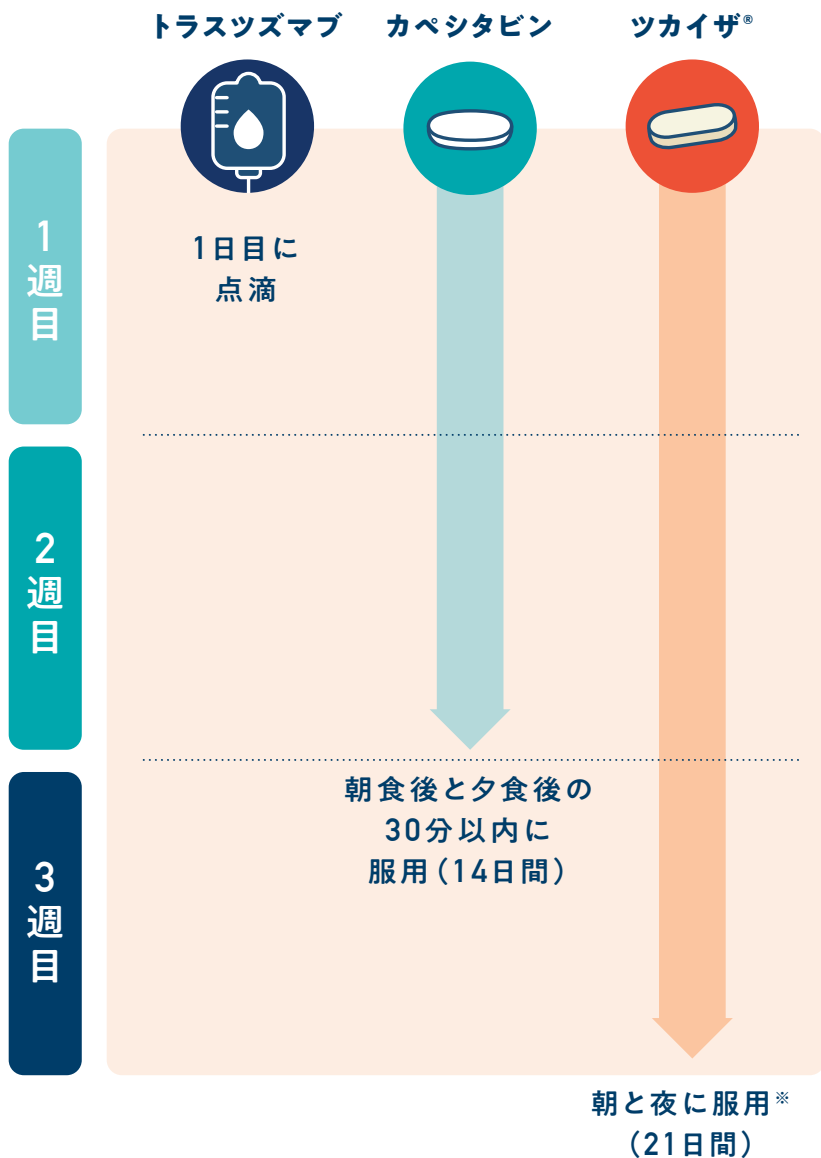 トラスツズマブ カペシタビン ツカイザ®
1週目
1日目に
点滴
2週目
朝食後と夕食後の
30分以内に
服用（14日間）
3週目
朝と夜に服用※
（21日間）